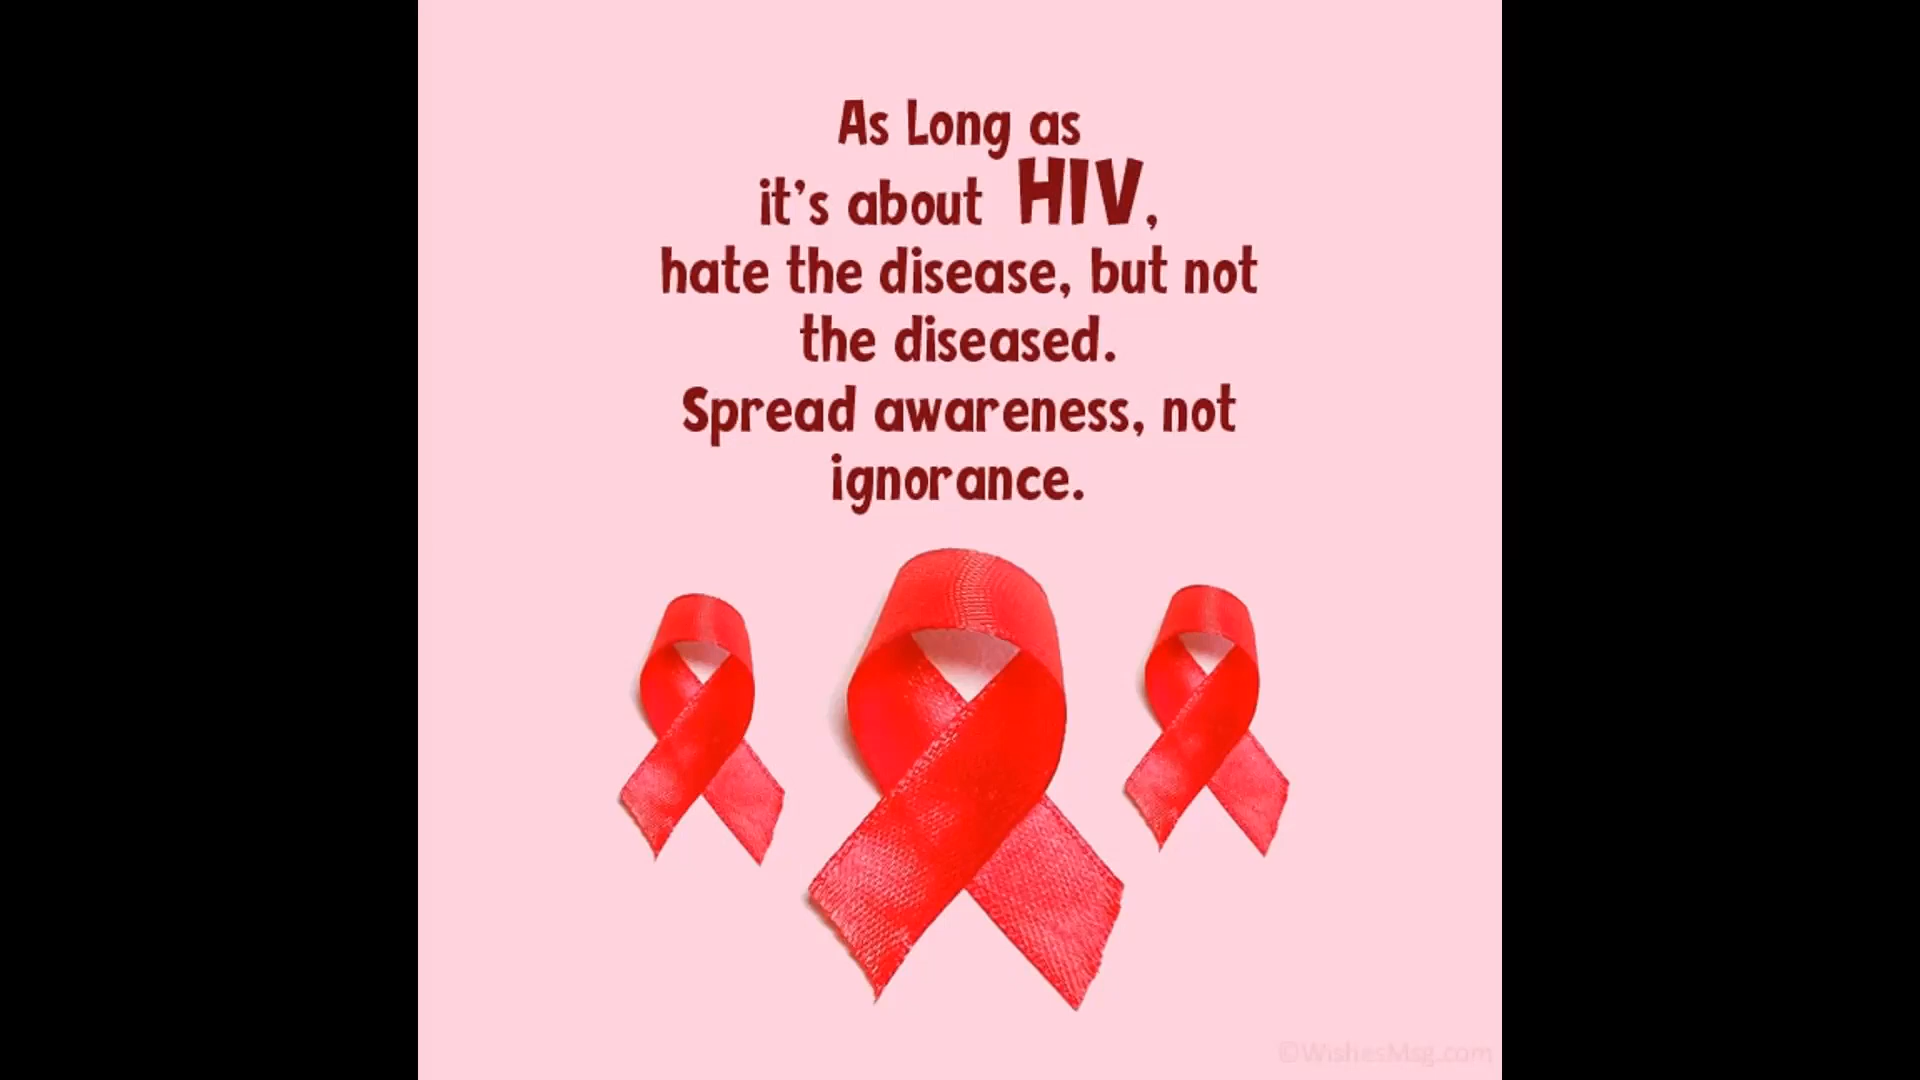 As Long as
it's about HIV,
hate the disease, but not
the diseased.
Spread awareness, not
ignorance.
©WishesMsg.com